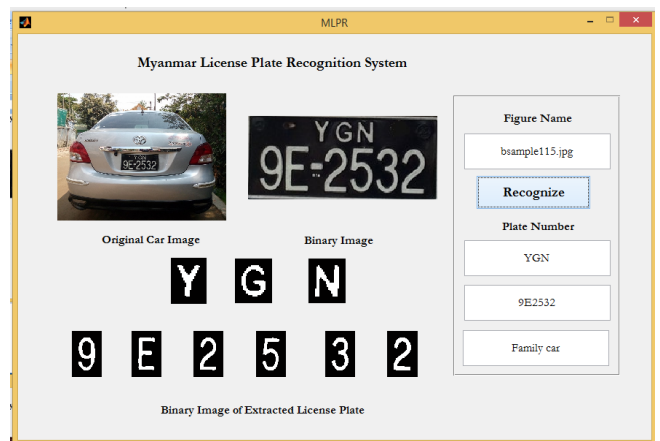 MLPR
Myanmar License Plate Recognition System
YGN
9E-2532
Original Car Image
Binary Image
Y G N
9 E 2 5 3 2
Binary Image of Extracted License Plate
Figure Name
bsample115.jpg
Recognize
Plate Number
YGN
9E2532
Family car